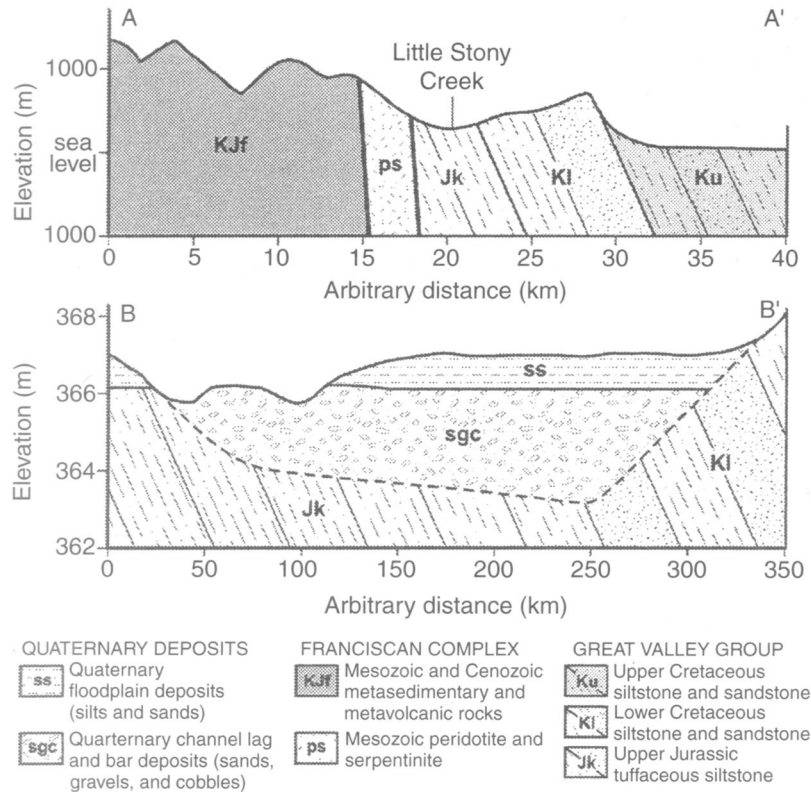 A A'
Little Stony
Creek
1000
sea
level
1000
Elevation (m)
KJf
ps
Jk
Kl
Ku
0 5 10 15 20 25 30 35 40
Arbitrary distance (km)
B B'
368
366
364
362
Elevation (m)
ss
sgc
Kl
Jk
0 50 100 150 200 250 300 350
Arbitrary distance (km)
QUATERNARY DEPOSITS
ss Quaternary
floodplain deposits
(silts and sands)
sgc Quarternary channel lag
and bar deposits (sands,
gravels, and cobbles)
FRANCISCAN COMPLEX
KJf Mesozoic and Cenozoic
metasedimentary and
metavolcanic rocks
ps Mesozoic peridotite and
serpentinite
GREAT VALLEY GROUP
Ku Upper Cretaceous
siltstone and sandstone
Kl Lower Cretaceous
siltstone and sandstone
Jk Upper Jurassic
tuffaceous siltstone